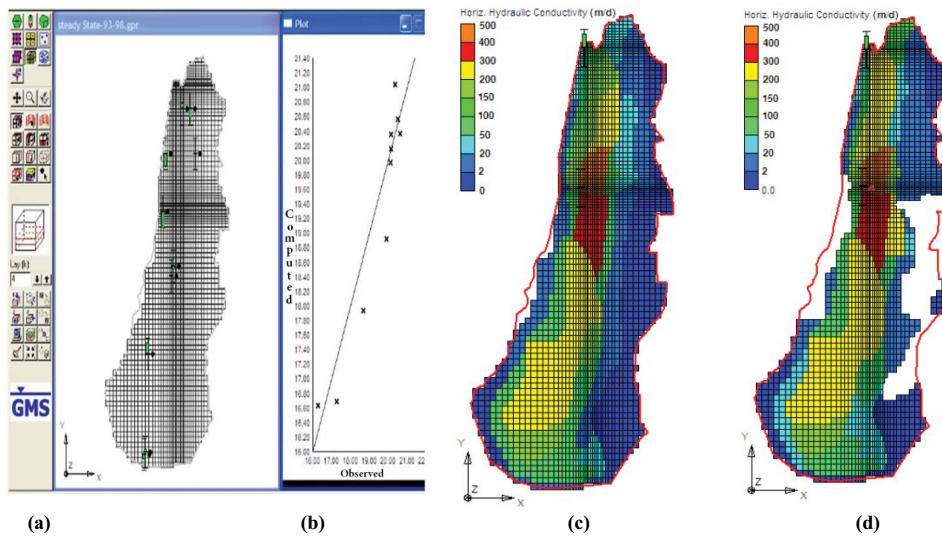 steady State-93-98.gpr
Plot
Lay (k):
4
GMS
Y
Z
X
21.40
21.00
20.80
20.60
20.40
20.20
20.00
19.80
19.60
19.40
19.20
19.00
18.80
18.60
18.40
18.20
18.00
17.80
17.60
17.40
17.20
17.00
16.80
16.60
16.40
16.20
16.00
Computed
16.00
17.00
18.00
19.00
20.00
21.00
Observed
Horiz. Hydraulic Conductivity (m/d)
500
400
300
150
100
50
20
2
0
Y
Z
X
Horiz. Hydraulic Conductivity (m/d)
500
400
300
150
100
50
20
2
0.0
Y
Z
X
(a)
(b)
(c)
(d)